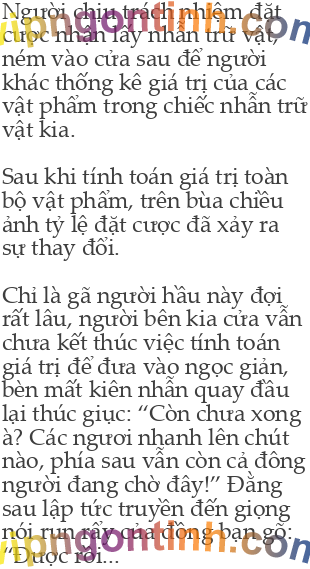 Người chịu trách nhiệm đặt
cược nhận lấy nhẫn trữ vật,
ném vào cửa sau để người
khác thống kê giá trị của các
vật phẩm trong chiếc nhẫn trữ
vật kia.
Sau khi tính toán giá trị toàn
bộ vật phẩm, trên bùa chiều
ảnh tỷ lệ đặt cược đã xảy ra
sự thay đổi.
Chỉ là gã người hầu này đợi
rất lâu, người bên kia cửa vẫn
chưa kết thúc việc tính toán
giá trị để đưa vào ngọc giản,
bèn mất kiên nhẫn quay đầu
lại thúc giục: “Còn chưa xong
à? Các ngươi nhanh lên chút
nào, phía sau vẫn còn cả đông
người đang chờ đây!” Đằng
sau lập tức truyền đến giọng
nói run rẩy của đồng bạn gã:
“Được rồi...
vipngontinh.com
vipngontinh.com